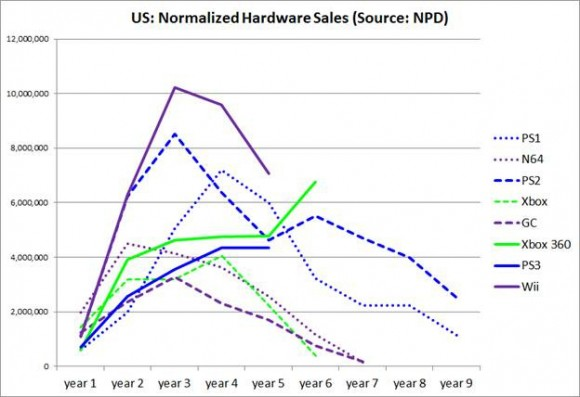 US: Normalized Hardware Sales (Source: NPD)
12,000,000
10,000,000
8,000,000
6,000,000
4,000,000
2,000,000
0
year 1 year 2 year 3 year 4 year 5 year 6 year 7 year 8 year 9
PS1
N64
PS2
Xbox
GC
Xbox 360
PS3
Wii